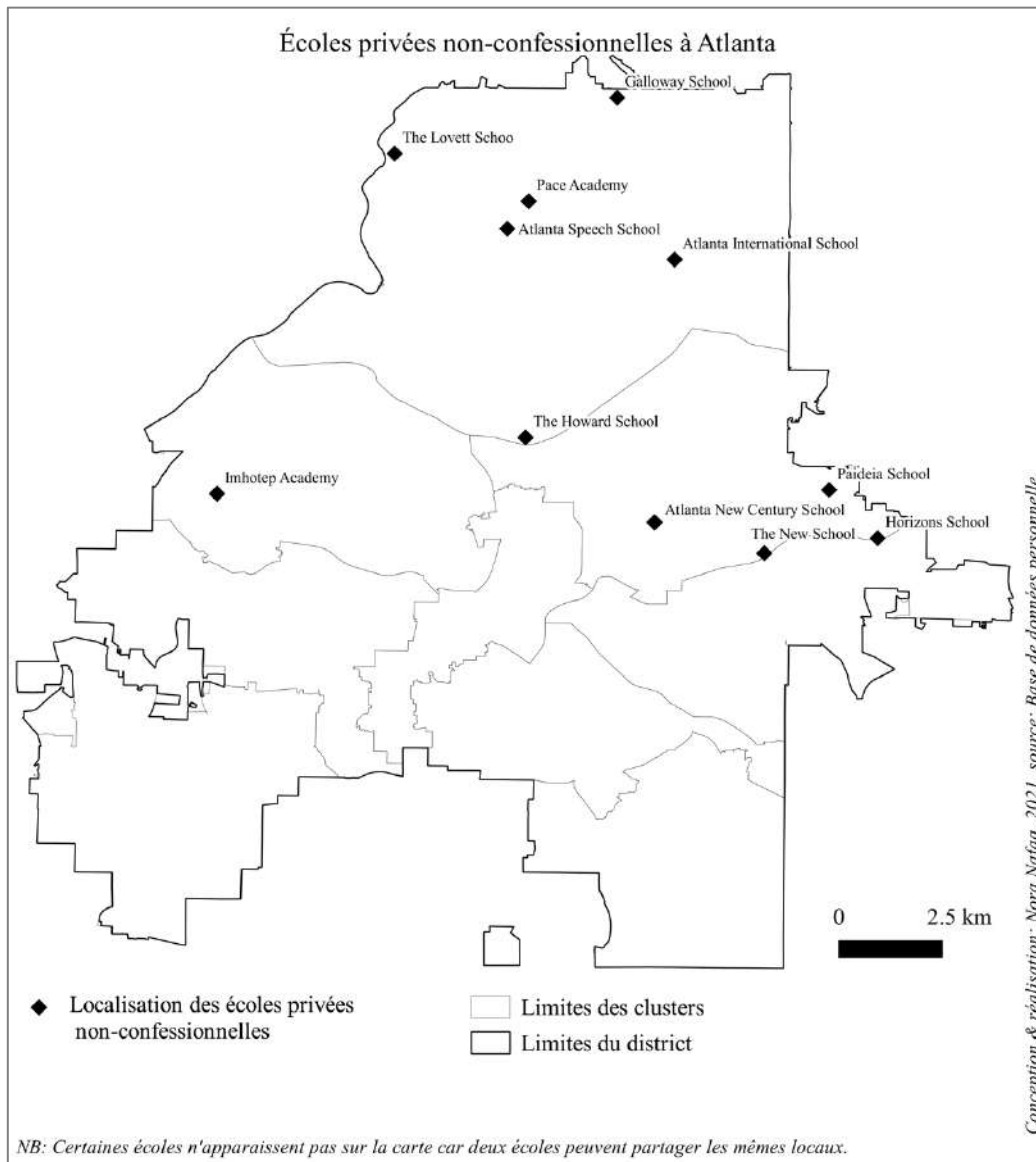 Écoles privées non-confessionnelles à Atlanta
Galloway School
The Lovett Schoo
Pace Academy
Atlanta Speech School
Atlanta International School
The Howard School
Imhotep Academy
Paideia School
Atlanta New Century School
Horizons School
The New School
0 2.5 km
Localisation des écoles privées
non-confessionnelles
Limites des clusters
Limites du district
Conception & réalisation: Nora Nafaa, 2021, source: Base de données personnelle
NB: Certaines écoles n'apparaissent pas sur la carte car deux écoles peuvent partager les mêmes locaux.